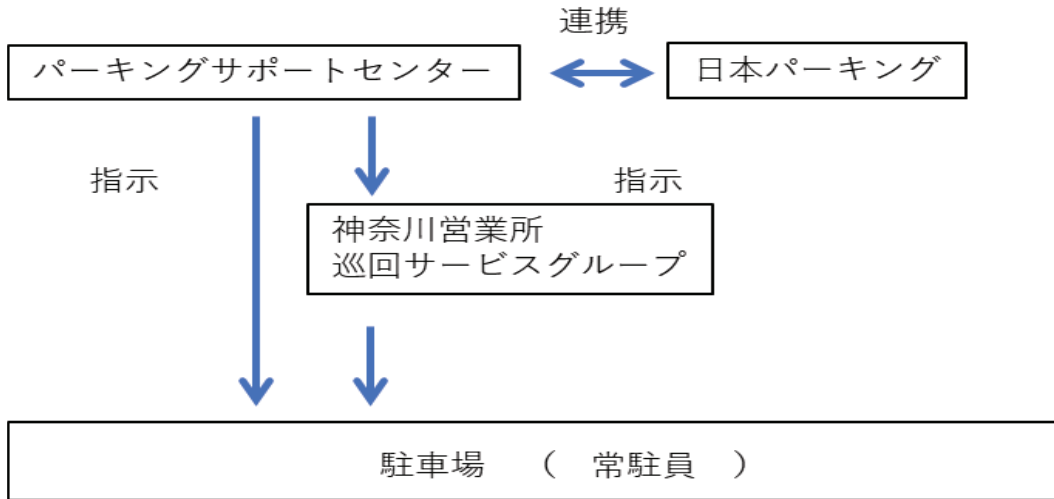 連携
パーキングサポートセンター
日本パーキング
指示
指示
神奈川営業所
巡回サービスグループ
駐車場 （ 常駐員 ）